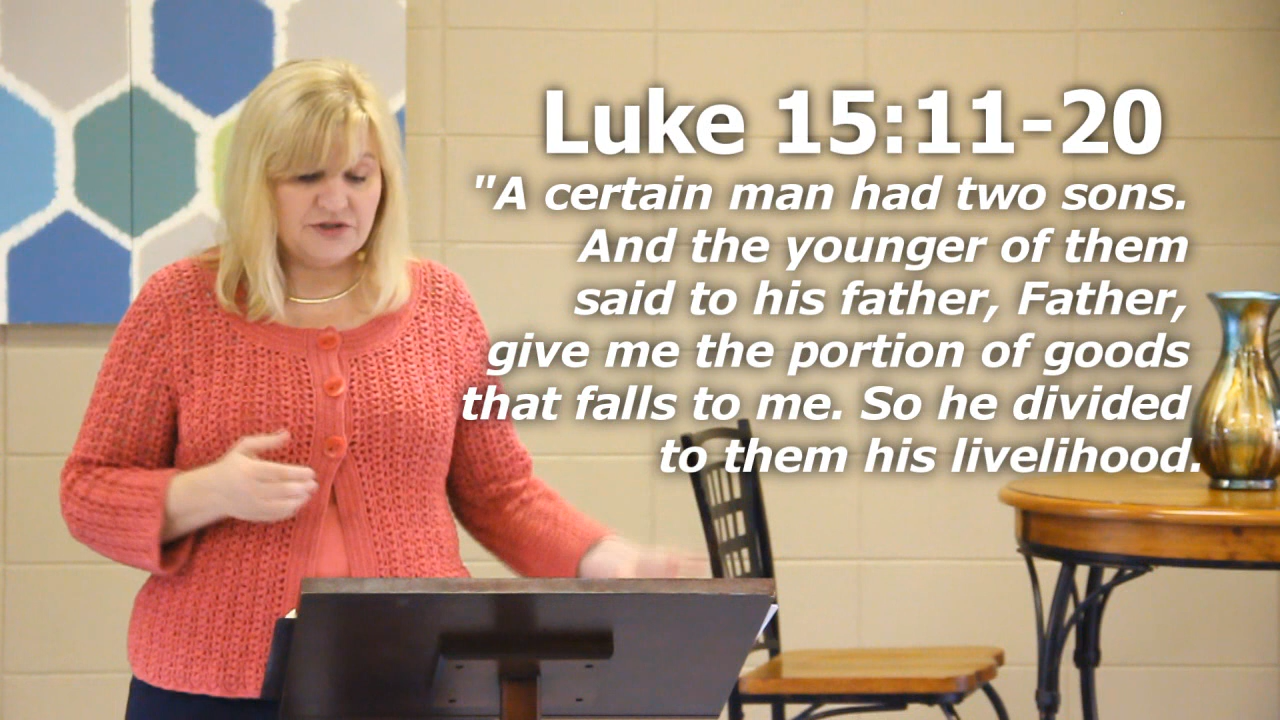 Luke 15:11-20
"A certain man had two sons.
And the younger of them
said to his father, Father,
give me the portion of goods
that falls to me. So he divided
to them his livelihood.